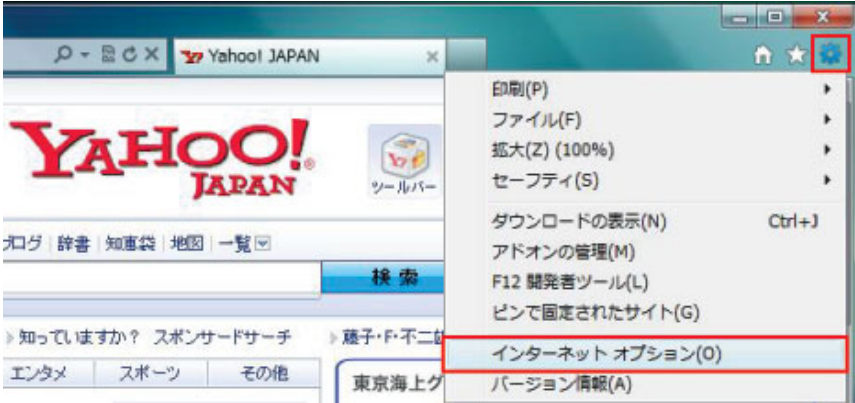 Yahoo! JAPAN
YAHOO!
JAPAN
ツールバー
ブログ 辞書 知恵袋 地図 一覧
検索
知っていますか? スポンサードサーチ
藤子・F・不二
エンタメ スポーツ その他
東京海上グ
印刷(P)
ファイル(F)
拡大(Z) (100%)
セーフティ(S)
ダウンロードの表示(N) Ctrl+J
アドオンの管理(M)
F12 開発者ツール(L)
ピンで固定されたサイト(G)
インターネット オプション(O)
バージョン情報(A)